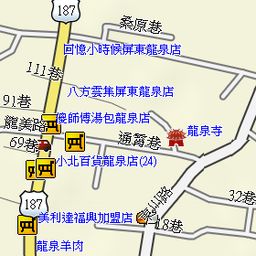 187
桑原巷
回憶小時候屏東龍泉店
111巷
八方雲集屏東龍泉店
91巷
龍美路
湯師傅湯包龍泉店
通霄巷
龍泉寺
69巷
小北百貨龍泉店(24)
32巷
187
美利達福興加盟店
18巷
龍泉羊肉